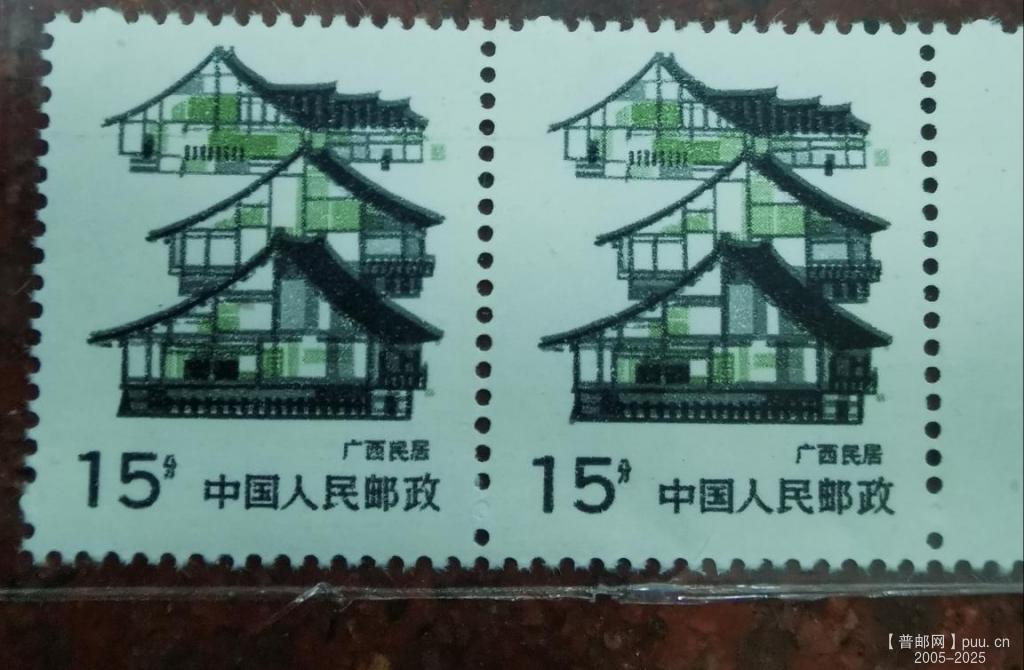 广西民居
15分
中国人民邮政
广西民居
15分
中国人民邮政
【普邮网】puu.cn
2005-2025